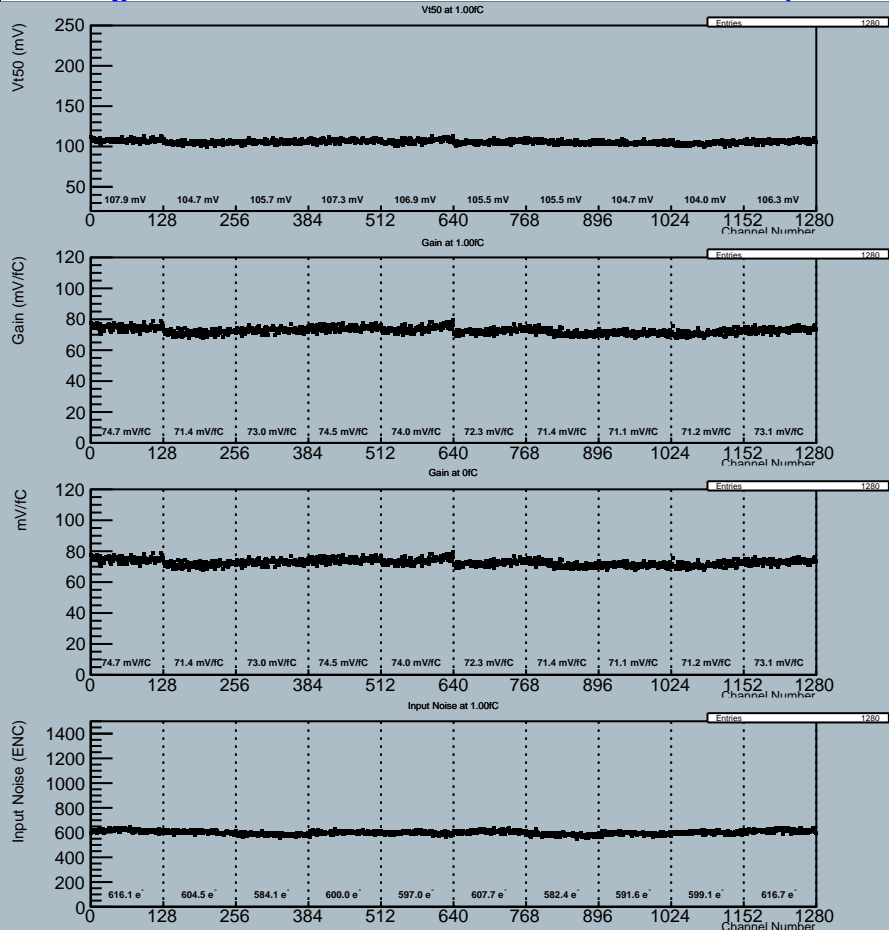 Vt50 at 1.00fC
Entries 1280
Vt50 (mV)
250
200
150
100
50
107.9 mV 104.7 mV 105.7 mV 107.3 mV 106.9 mV 105.5 mV 105.5 mV 104.7 mV 104.0 mV 106.3 mV
0 128 256 384 512 640 768 896 1024 1152 1280
Channel Number
Gain at 1.00fC
Entries 1280
Gain (mV/fC)
120
100
80
60
40
20
0
74.7 mV/fC 71.4 mV/fC 73.0 mV/fC 74.5 mV/fC 74.0 mV/fC 72.3 mV/fC 71.4 mV/fC 71.1 mV/fC 71.2 mV/fC 73.1 mV/fC
0 128 256 384 512 640 768 896 1024 1152 1280
Channel Number
Gain at 0fC
Entries 1280
mV/fC
120
100
80
60
40
20
0
74.7 mV/fC 71.4 mV/fC 73.0 mV/fC 74.5 mV/fC 74.0 mV/fC 72.3 mV/fC 71.4 mV/fC 71.1 mV/fC 71.2 mV/fC 73.1 mV/fC
0 128 256 384 512 640 768 896 1024 1152 1280
Channel Number
Input Noise at 1.00fC
Entries 1280
Input Noise (ENC)
1400
1200
1000
800
600
400
200
0
616.1 e⁻ 604.5 e⁻ 584.1 e⁻ 600.0 e⁻ 597.0 e⁻ 607.7 e⁻ 582.4 e⁻ 591.6 e⁻ 599.1 e⁻ 616.7 e⁻
0 128 256 384 512 640 768 896 1024 1152 1280
Channel Number